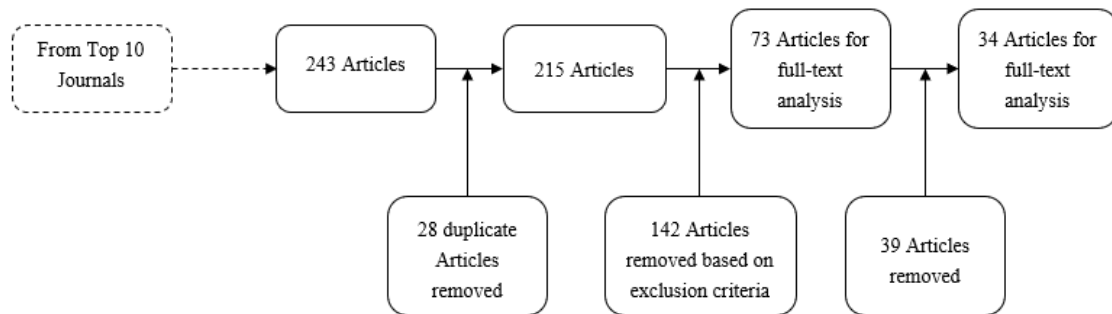 From Top 10
Journals
243 Articles
215 Articles
73 Articles for
full-text
analysis
34 Articles for
full-text
analysis
28 duplicate
Articles
removed
142 Articles
removed based on
exclusion criteria
39 Articles
removed